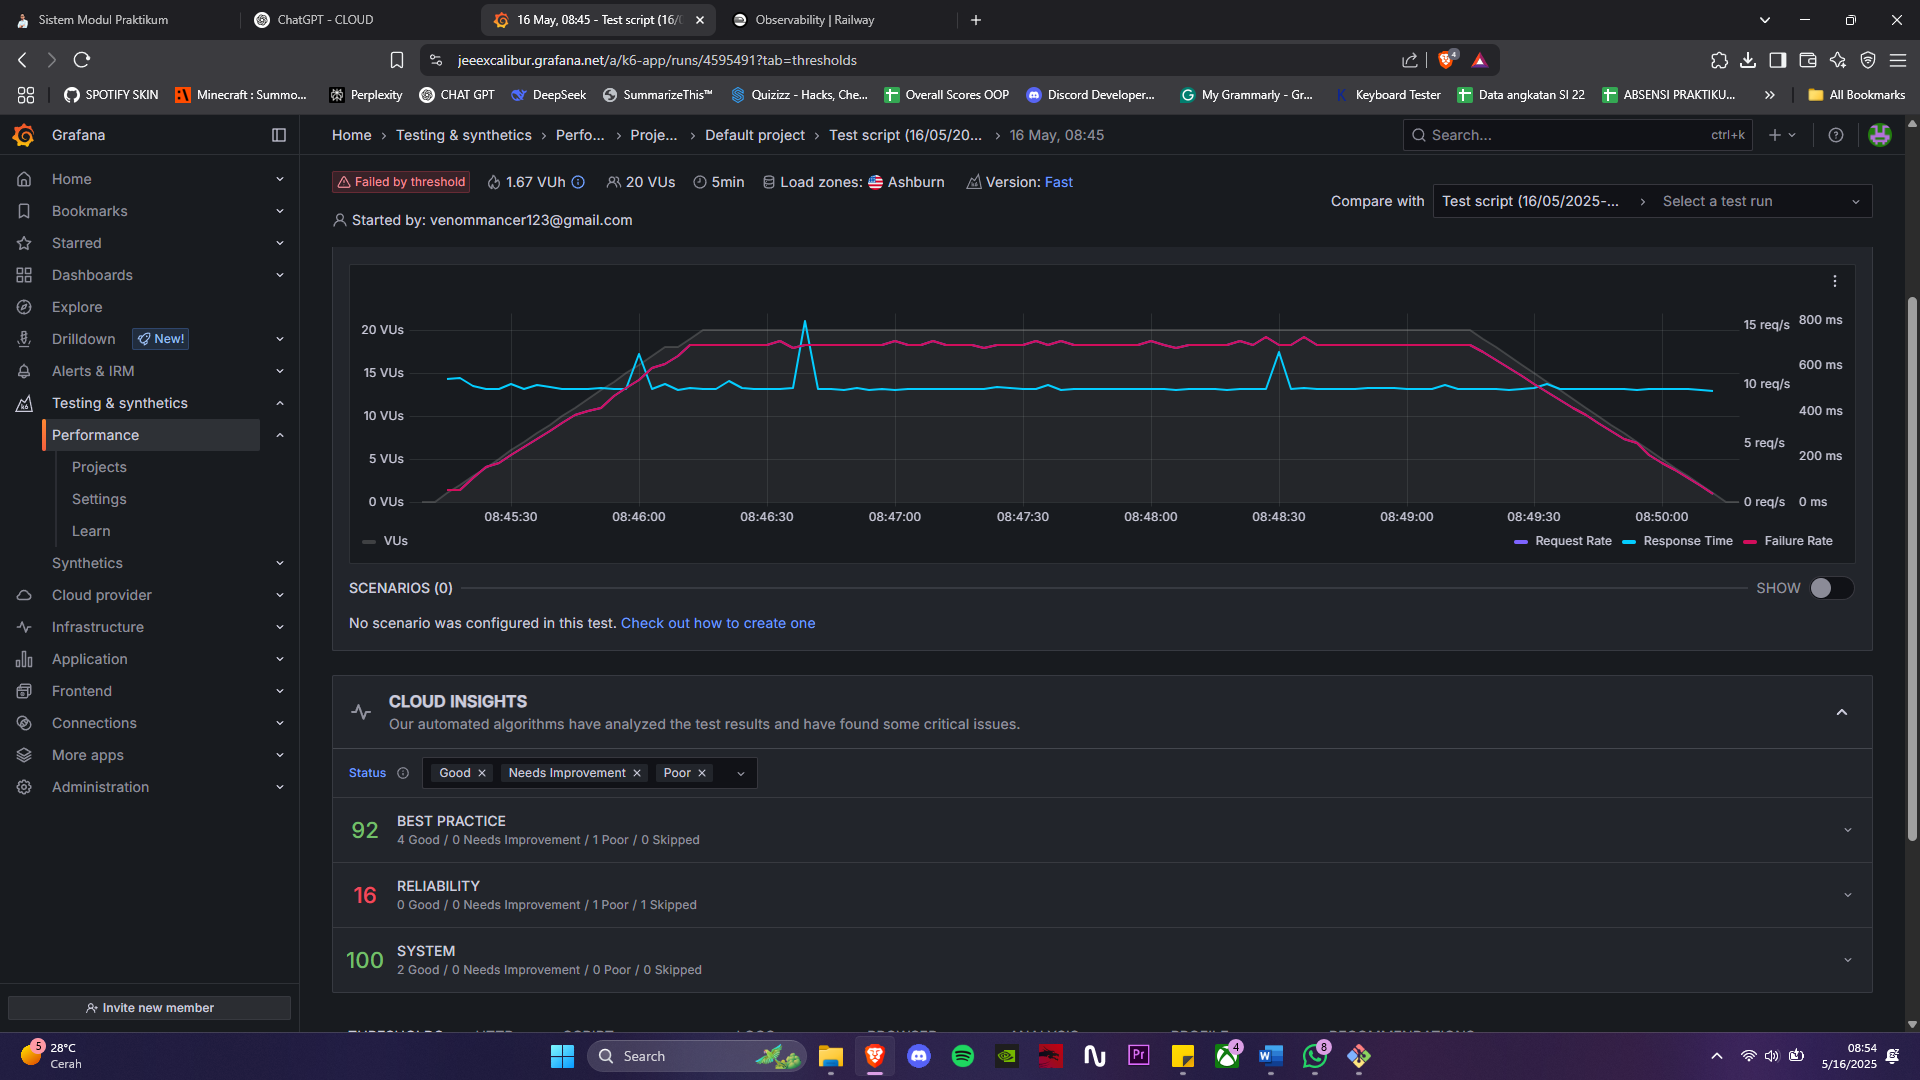 Sistem Modul Praktikum
ChatGPT - CLOUD
16 May, 08:45 - Test script (16/0
Observability | Railway
jeeexcalibur.grafana.net/a/k6-app/runs/4595491?tab=thresholds
4
SPOTIFY SKIN
Minecraft : Summo...
Perplexity
CHAT GPT
DeepSeek
SummarizeThis™
Quizizz - Hacks, Che...
Overall Scores OOP
Discord Developer...
My Grammarly - Gr...
Keyboard Tester
Data angkatan SI 22
ABSENSI PRAKTIKU...
»
All Bookmarks
Grafana
Home › Testing & synthetics › Perfo... › Proje... › Default project › Test script (16/05/20... › 16 May, 08:45
Search...
ctrl+k
Home
Bookmarks
Starred
Dashboards
Explore
Drilldown
New!
Alerts & IRM
Testing & synthetics
Performance
Projects
Settings
Learn
Synthetics
Cloud provider
Infrastructure
Application
Frontend
Connections
More apps
Administration
Invite new member
Failed by threshold
1.67 VUh
20 VUs
5min
Load zones: Ashburn
Version: Fast
Started by: venommancer123@gmail.com
Compare with
Test script (16/05/2025-... › Select a test run
20 VUs
15 VUs
10 VUs
5 VUs
0 VUs
15 req/s
10 req/s
5 req/s
0 req/s
800 ms
600 ms
400 ms
200 ms
0 ms
08:45:30
08:46:00
08:46:30
08:47:00
08:47:30
08:48:00
08:48:30
08:49:00
08:49:30
08:50:00
VUs
Request Rate
Response Time
Failure Rate
SCENARIOS (0)
SHOW
No scenario was configured in this test. Check out how to create one
CLOUD INSIGHTS
Our automated algorithms have analyzed the test results and have found some critical issues.
Status
Good
Needs Improvement
Poor
92
BEST PRACTICE
4 Good / 0 Needs Improvement / 1 Poor / 0 Skipped
16
RELIABILITY
0 Good / 0 Needs Improvement / 1 Poor / 1 Skipped
100
SYSTEM
2 Good / 0 Needs Improvement / 0 Poor / 0 Skipped
5
28°C
Cerah
Search
Pr
4
8
08:54
5/16/2025